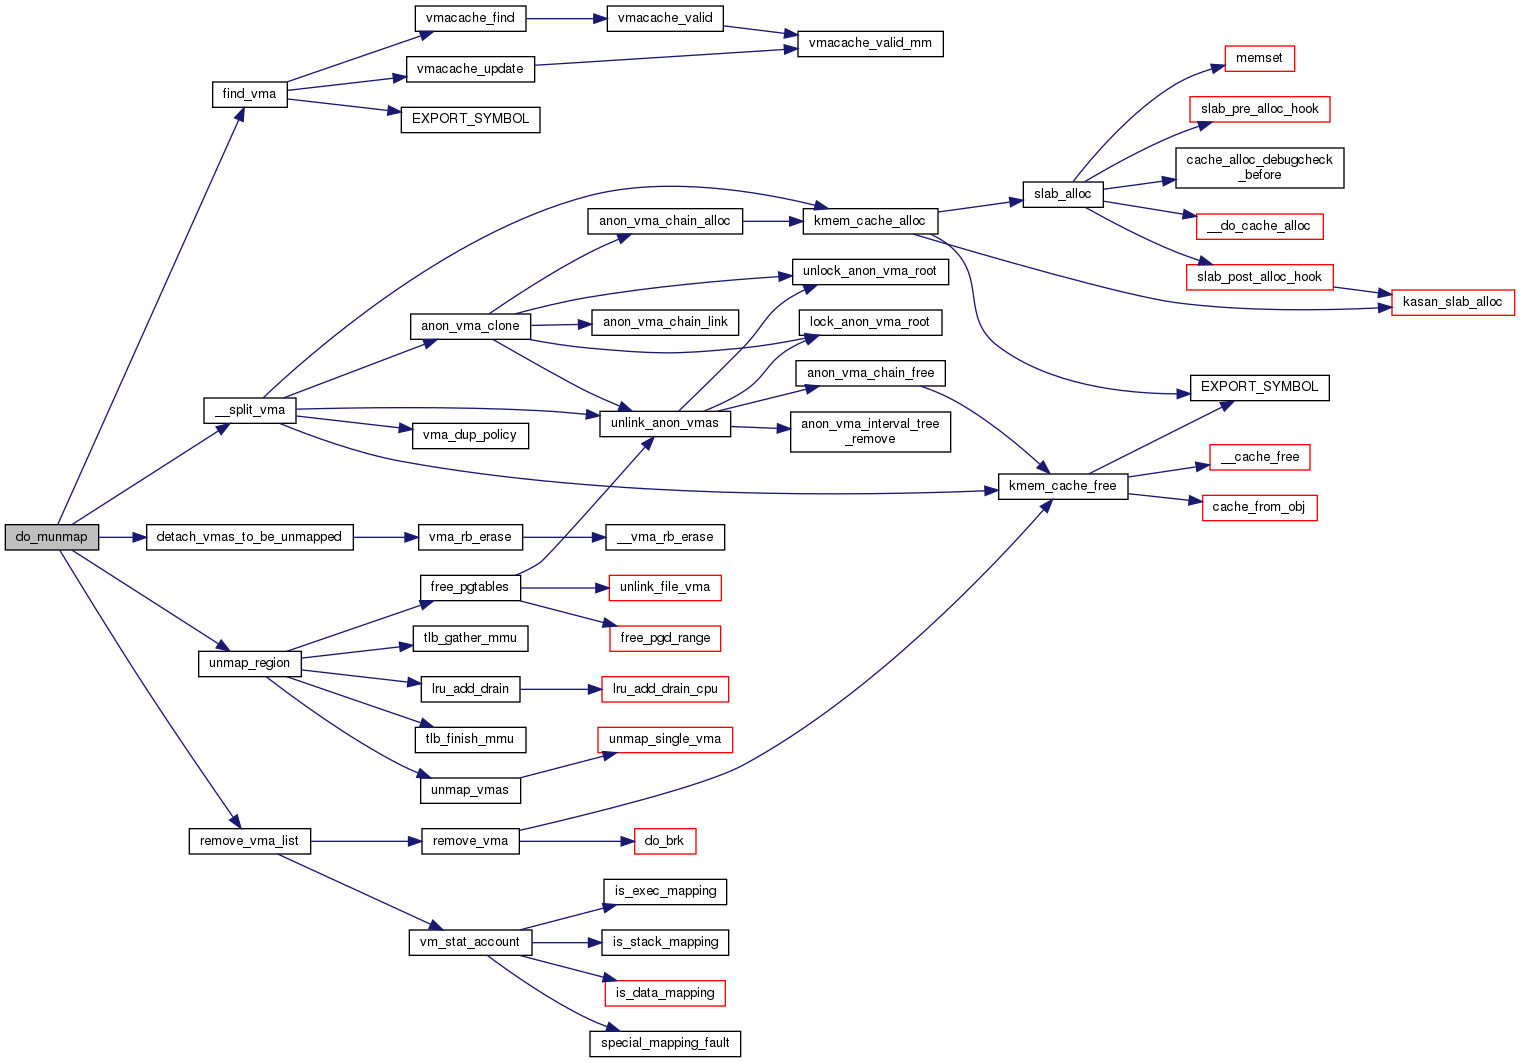 vmacache_find
vmacache_valid
vmacache_valid_mm
vmacache_update
find_vma
EXPORT_SYMBOL
memset
slab_pre_alloc_hook
cache_alloc_debugcheck
_before
slab_alloc
__do_cache_alloc
slab_post_alloc_hook
kasan_slab_alloc
anon_vma_chain_alloc
kmem_cache_alloc
unlock_anon_vma_root
anon_vma_clone
anon_vma_chain_link
lock_anon_vma_root
anon_vma_chain_free
EXPORT_SYMBOL
__split_vma
vma_dup_policy
unlink_anon_vmas
anon_vma_interval_tree
_remove
__cache_free
kmem_cache_free
cache_from_obj
do_munmap
detach_vmas_to_be_unmapped
vma_rb_erase
__vma_rb_erase
free_pgtables
unlink_file_vma
tlb_gather_mmu
free_pgd_range
unmap_region
lru_add_drain
lru_add_drain_cpu
tlb_finish_mmu
unmap_single_vma
unmap_vmas
remove_vma_list
remove_vma
do_brk
is_exec_mapping
vm_stat_account
is_stack_mapping
is_data_mapping
special_mapping_fault